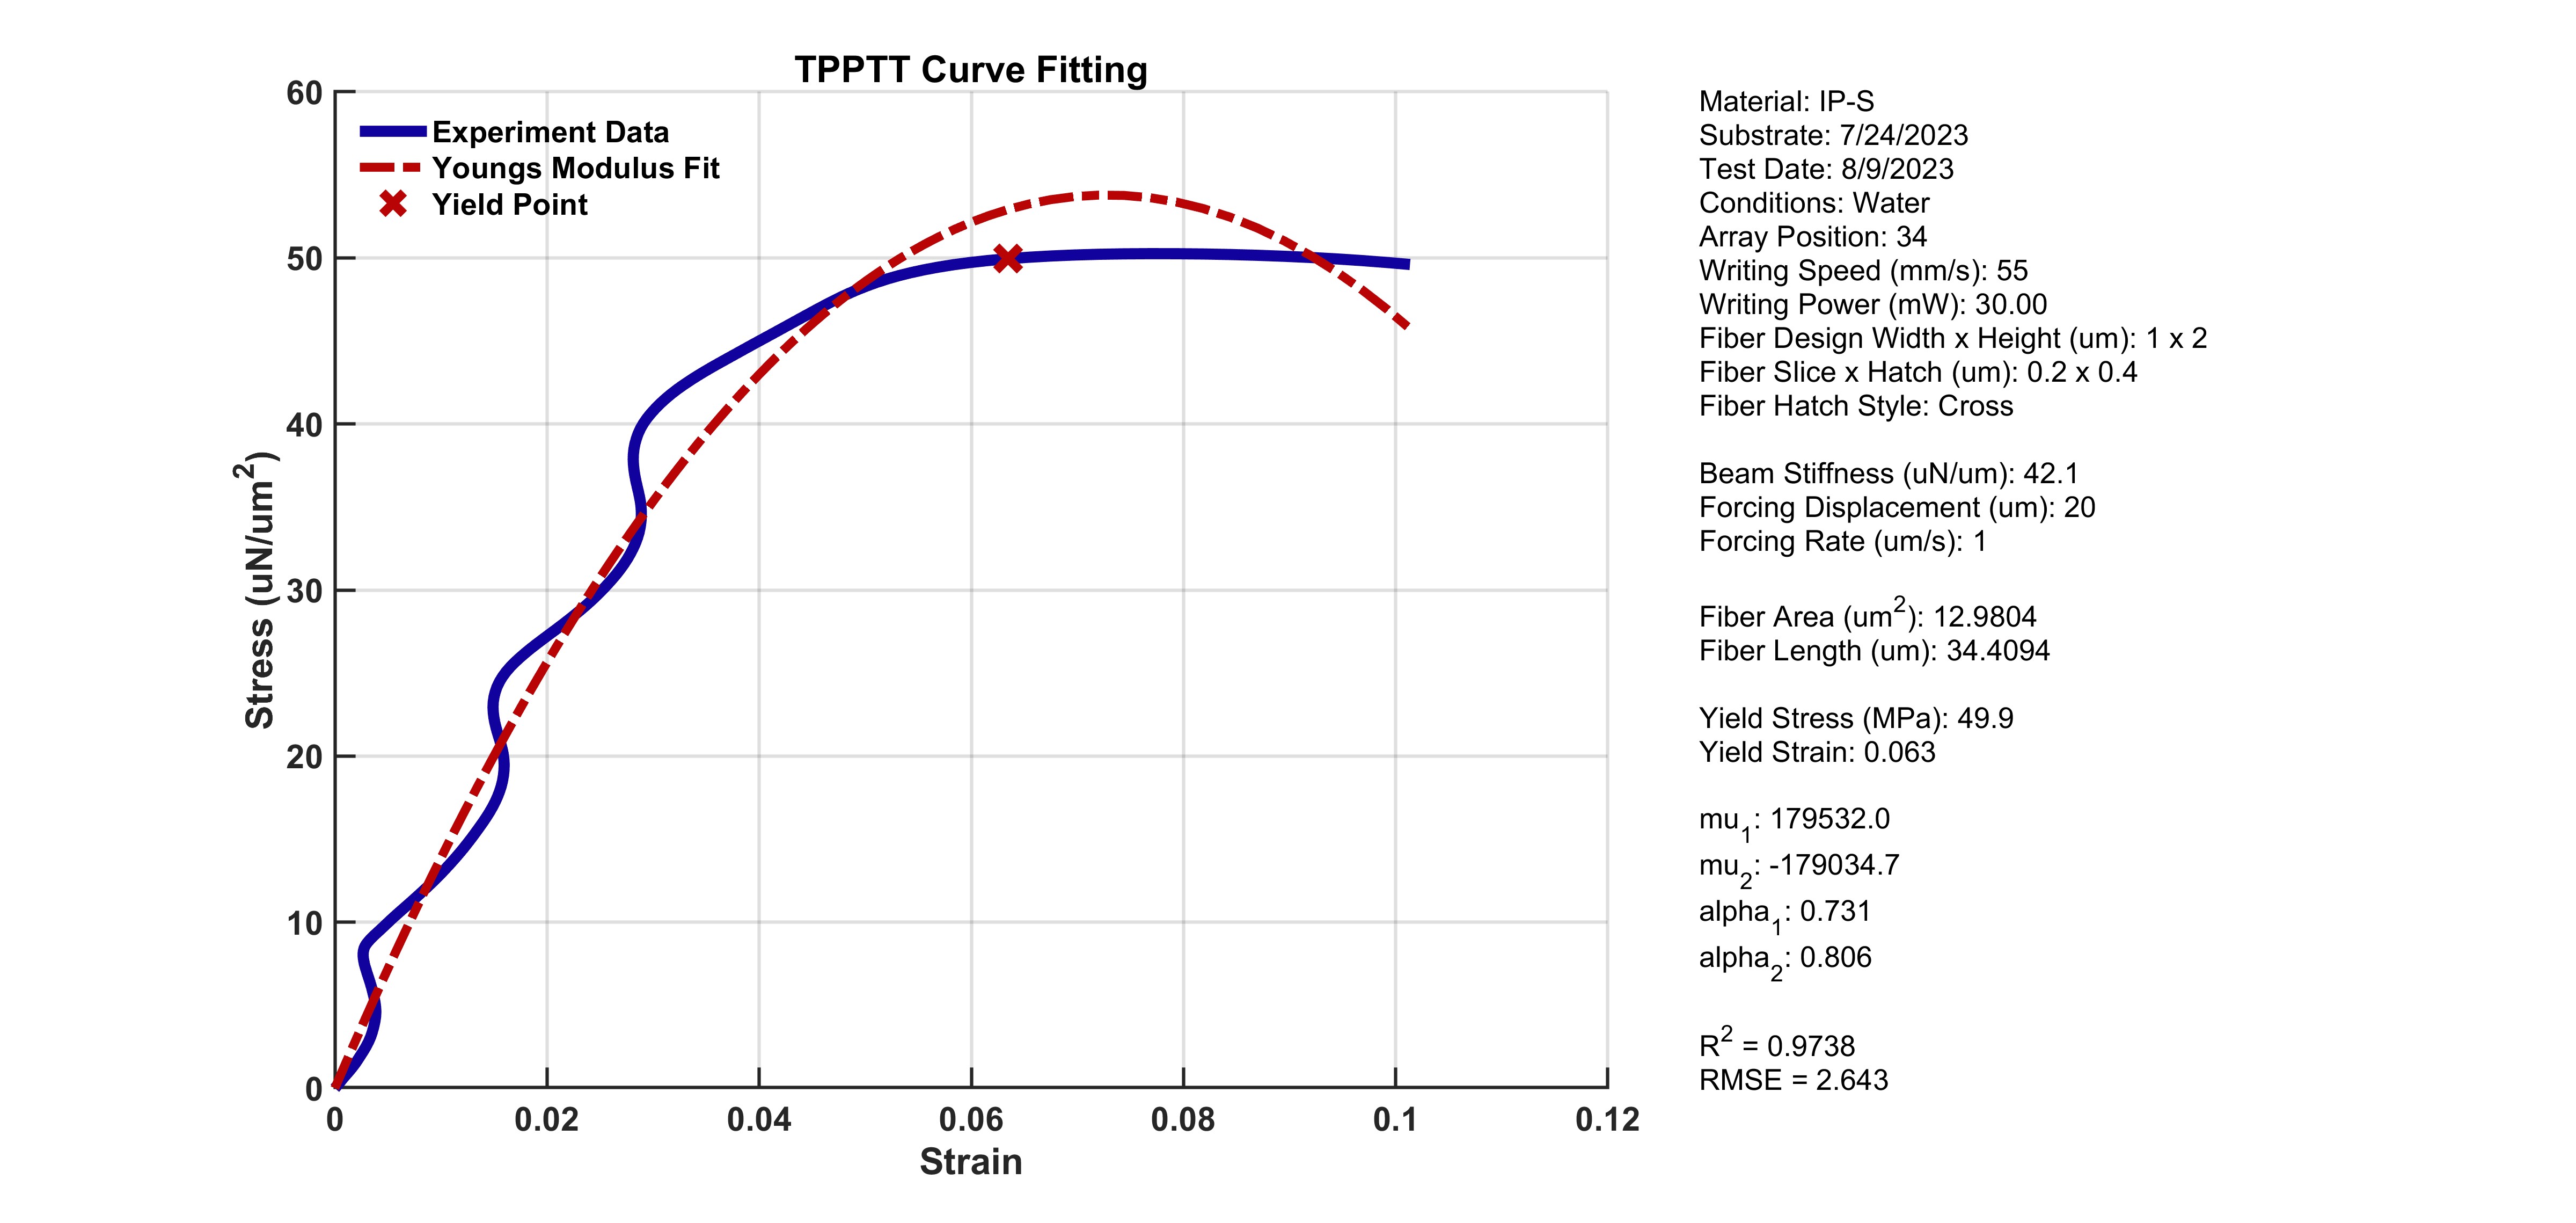 TPPTT Curve Fitting
60
50
40
30
20
10
0
Stress (uN/um²)
Experiment Data
Youngs Modulus Fit
Yield Point
0 0.02 0.04 0.06 0.08 0.1 0.12
Strain
Material: IP-S
Substrate: 7/24/2023
Test Date: 8/9/2023
Conditions: Water
Array Position: 34
Writing Speed (mm/s): 55
Writing Power (mW): 30.00
Fiber Design Width x Height (um): 1 x 2
Fiber Slice x Hatch (um): 0.2 x 0.4
Fiber Hatch Style: Cross
Beam Stiffness (uN/um): 42.1
Forcing Displacement (um): 20
Forcing Rate (um/s): 1
Fiber Area (um²): 12.9804
Fiber Length (um): 34.4094
Yield Stress (MPa): 49.9
Yield Strain: 0.063
mu₁: 179532.0
mu₂: -179034.7
alpha₁: 0.731
alpha₂: 0.806
R² = 0.9738
RMSE = 2.643